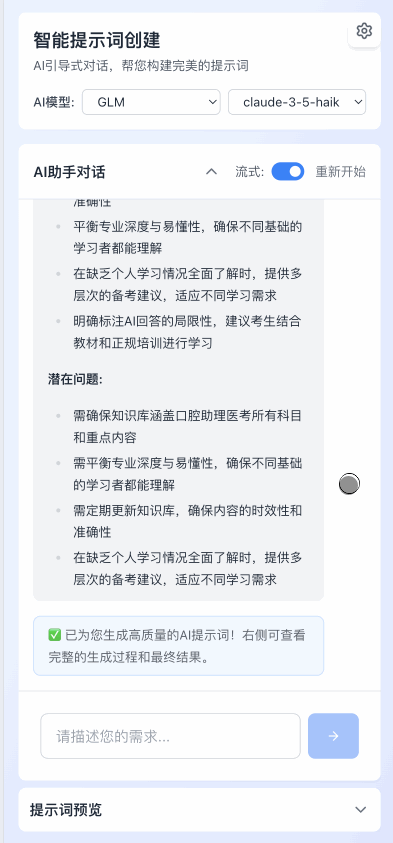 智能提示词创建
AI引导式对话，帮您构建完美的提示词
AI模型: GLM claude-3-5-haik
AI助手对话 流式: 重新开始
准确性
平衡专业深度与易懂性，确保不同基础的
学习者都能理解
在缺乏个人学习情况全面了解时，提供多
层次的备考建议，适应不同学习需求
明确标注AI回答的局限性，建议考生结合
教材和正规培训进行学习
潜在问题:
需确保知识库涵盖口腔助理医考所有科目
和重点内容
需平衡专业深度与易懂性，确保不同基础
的学习者都能理解
需定期更新知识库，确保内容的时效性和
准确性
在缺乏个人学习情况全面了解时，提供多
层次的备考建议，适应不同学习需求
✅ 已为您生成高质量的AI提示词！右侧可查看
完整的生成过程和最终结果。
请描述您的需求...
提示词预览